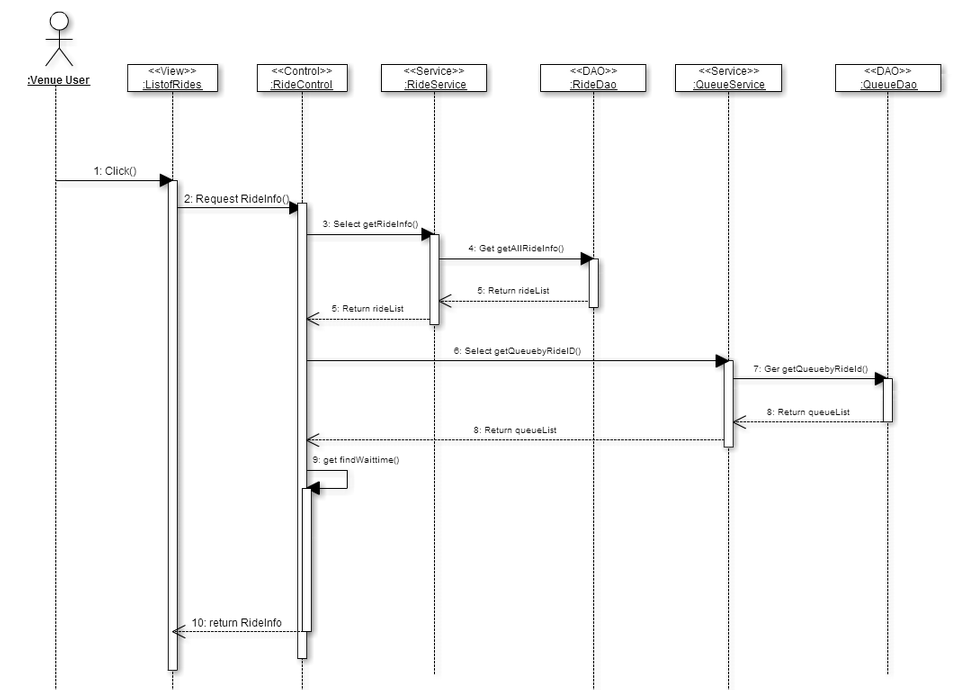 :Venue User
<<View>>
:ListofRides
<<Control>>
:RideControl
<<Service>>
:RideService
<<DAO>>
:RideDao
<<Service>>
:QueueService
<<DAO>>
:QueueDao
1: Click()
2: Request RideInfo()
3: Select getRideInfo()
4: Get getAllRideInfo()
5: Return rideList
5: Return rideList
6: Select getQueuebyRideID()
7: Ger getQueuebyRideId()
8: Return queueList
8: Return queueList
9: get findWaittime()
10: return RideInfo